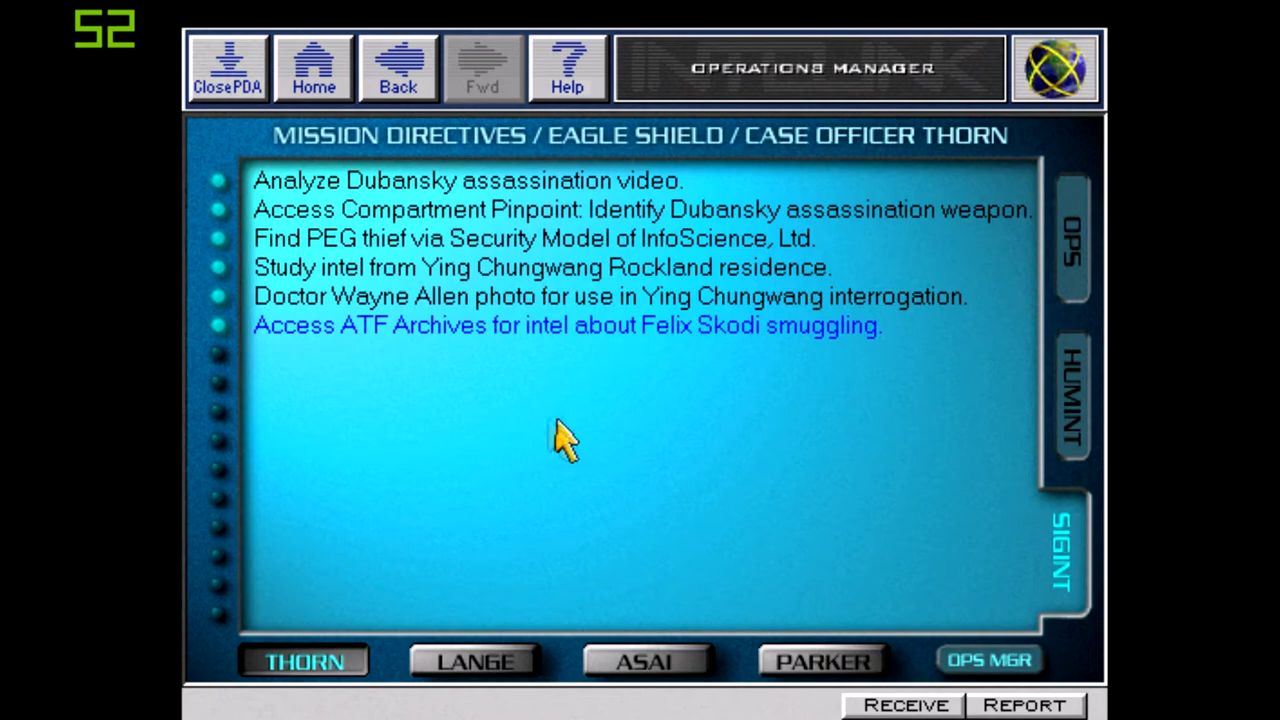 52
ClosePDA Home Back Fwd Help
INTELINK
OPERATIONS MANAGER
MISSION DIRECTIVES / EAGLE SHIELD / CASE OFFICER THORN
Analyze Dubansky assassination video.
Access Compartment Pinpoint: Identify Dubansky assassination weapon.
Find PEG thief via Security Model of InfoScience, Ltd.
Study intel from Ying Chungwang Rockland residence.
Doctor Wayne Allen photo for use in Ying Chungwang interrogation.
Access ATF Archives for intel about Felix Skodi smuggling.
OPS
HUMINT
SIGINT
THORN LANGE ASAI PARKER OPS MGR
RECEIVE REPORT